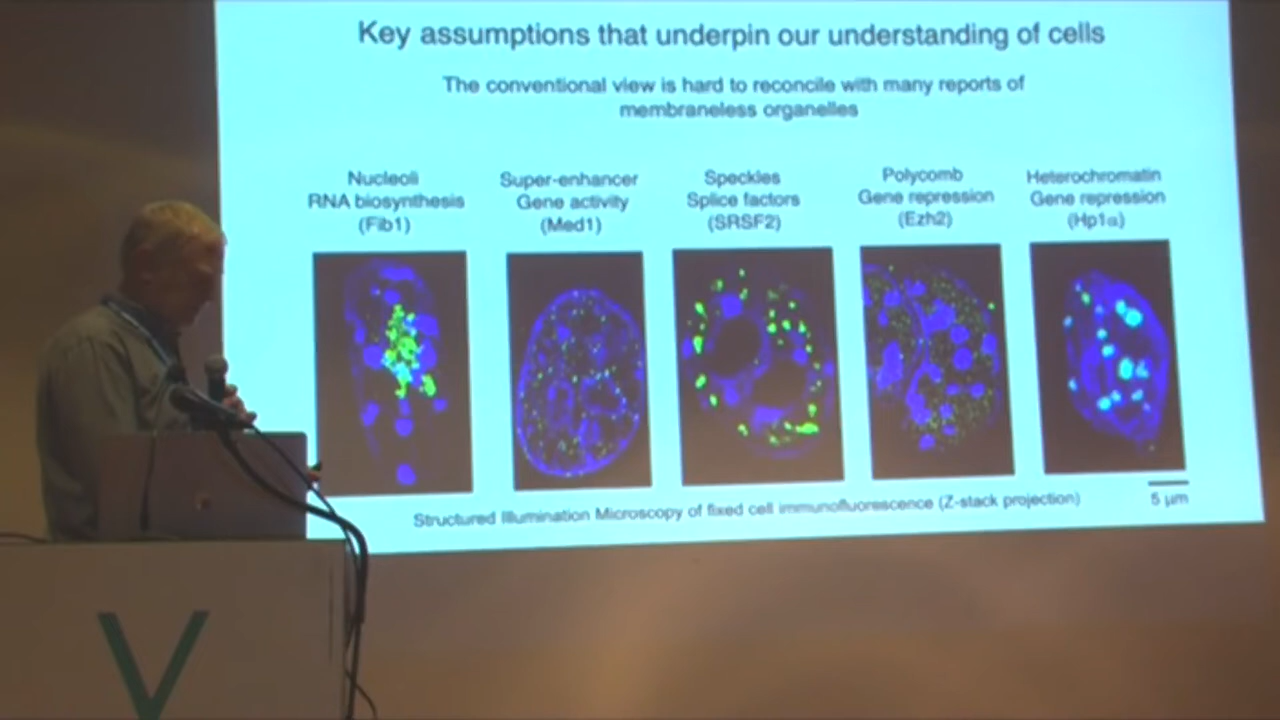 Key assumptions that underpin our understanding of cells
The conventional view is hard to reconcile with many reports of
membraneless organelles
Nucleoli
RNA biosynthesis
(Fib1)
Super-enhancer
Gene activity
(Med1)
Speckles
Splice factors
(SRSF2)
Polycomb
Gene repression
(Ezh2)
Heterochromatin
Gene repression
(Hp1α)
Structured Illumination Microscopy of fixed cell immunofluorescence (Z-stack projection)
5 μm
V